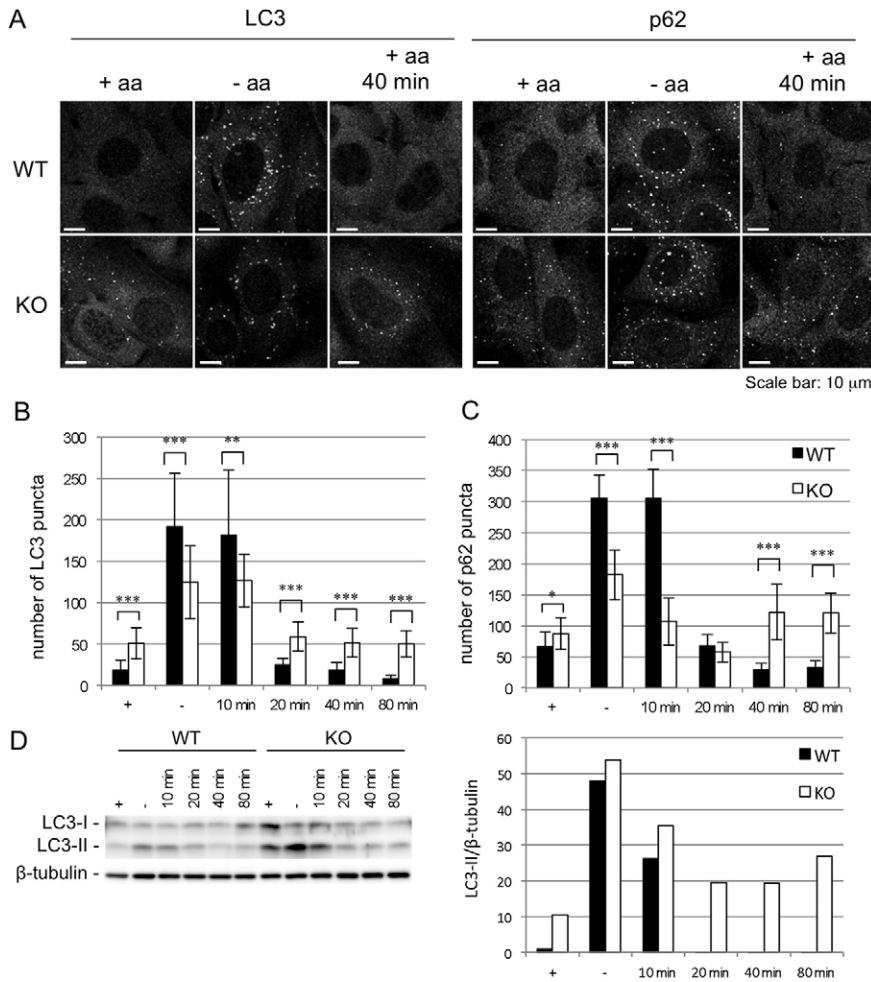 A
LC3
p62
+ aa - aa + aa 40 min
+ aa - aa + aa 40 min
WT
KO
Scale bar: 10 μm
B
number of LC3 puncta
300
250
200
150
100
50
0
*** ** *** *** *** ***
+ - 10 min 20 min 40 min 80 min
C
number of p62 puncta
400
350
300
250
200
150
100
50
0
* *** *** *** ***
WT
KO
+ - 10 min 20 min 40 min 80 min
D
WT KO
+ - 10 min 20 min 40 min 80 min + - 10 min 20 min 40 min 80 min
LC3-I -
LC3-II -
β-tubulin -
LC3-II/β-tubulin
60
50
40
30
20
10
0
WT
KO
+ - 10 min 20 min 40 min 80 min